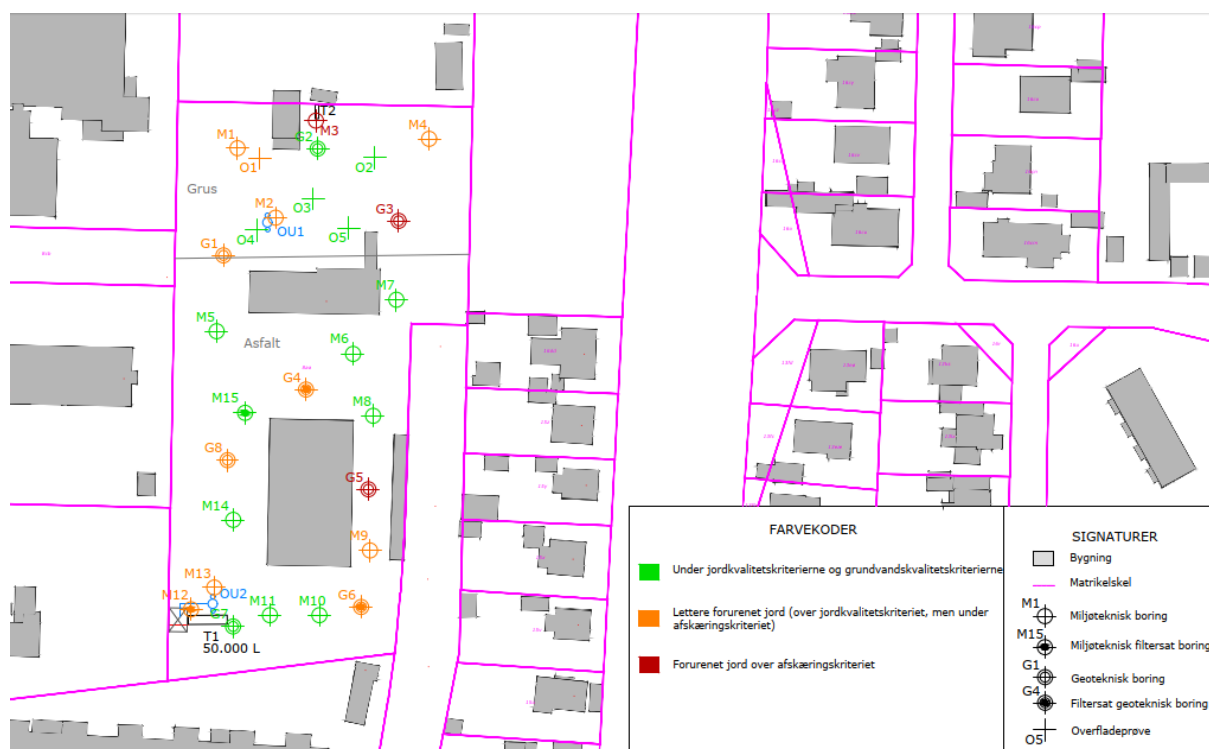 T2
M1
M3
M4
G2
O1
O2
Grus
M2
O3
G3
O4
OU1
O5
G1
M7
M5
M6
Asfalt
G4
M15
M8
G8
G5
M14
M9
M13
M12
OU2
G7
M11
M10
G6
T1
50.000 L
FARVEKODER
Under jordkvalitetskriterierne og grundvandskvalitetskriterierne
Lettere forurenet jord (over jordkvalitetskriteriet, men under
afskæringskriteriet)
Forurenet jord over afskæringskriteriet
SIGNATURER
Bygning
Matrikelskel
M1
Miljøteknisk boring
M15
Miljøteknisk filtersat boring
G1
Geoteknisk boring
G4
Filtersat geoteknisk boring
O5
Overfladeprøve